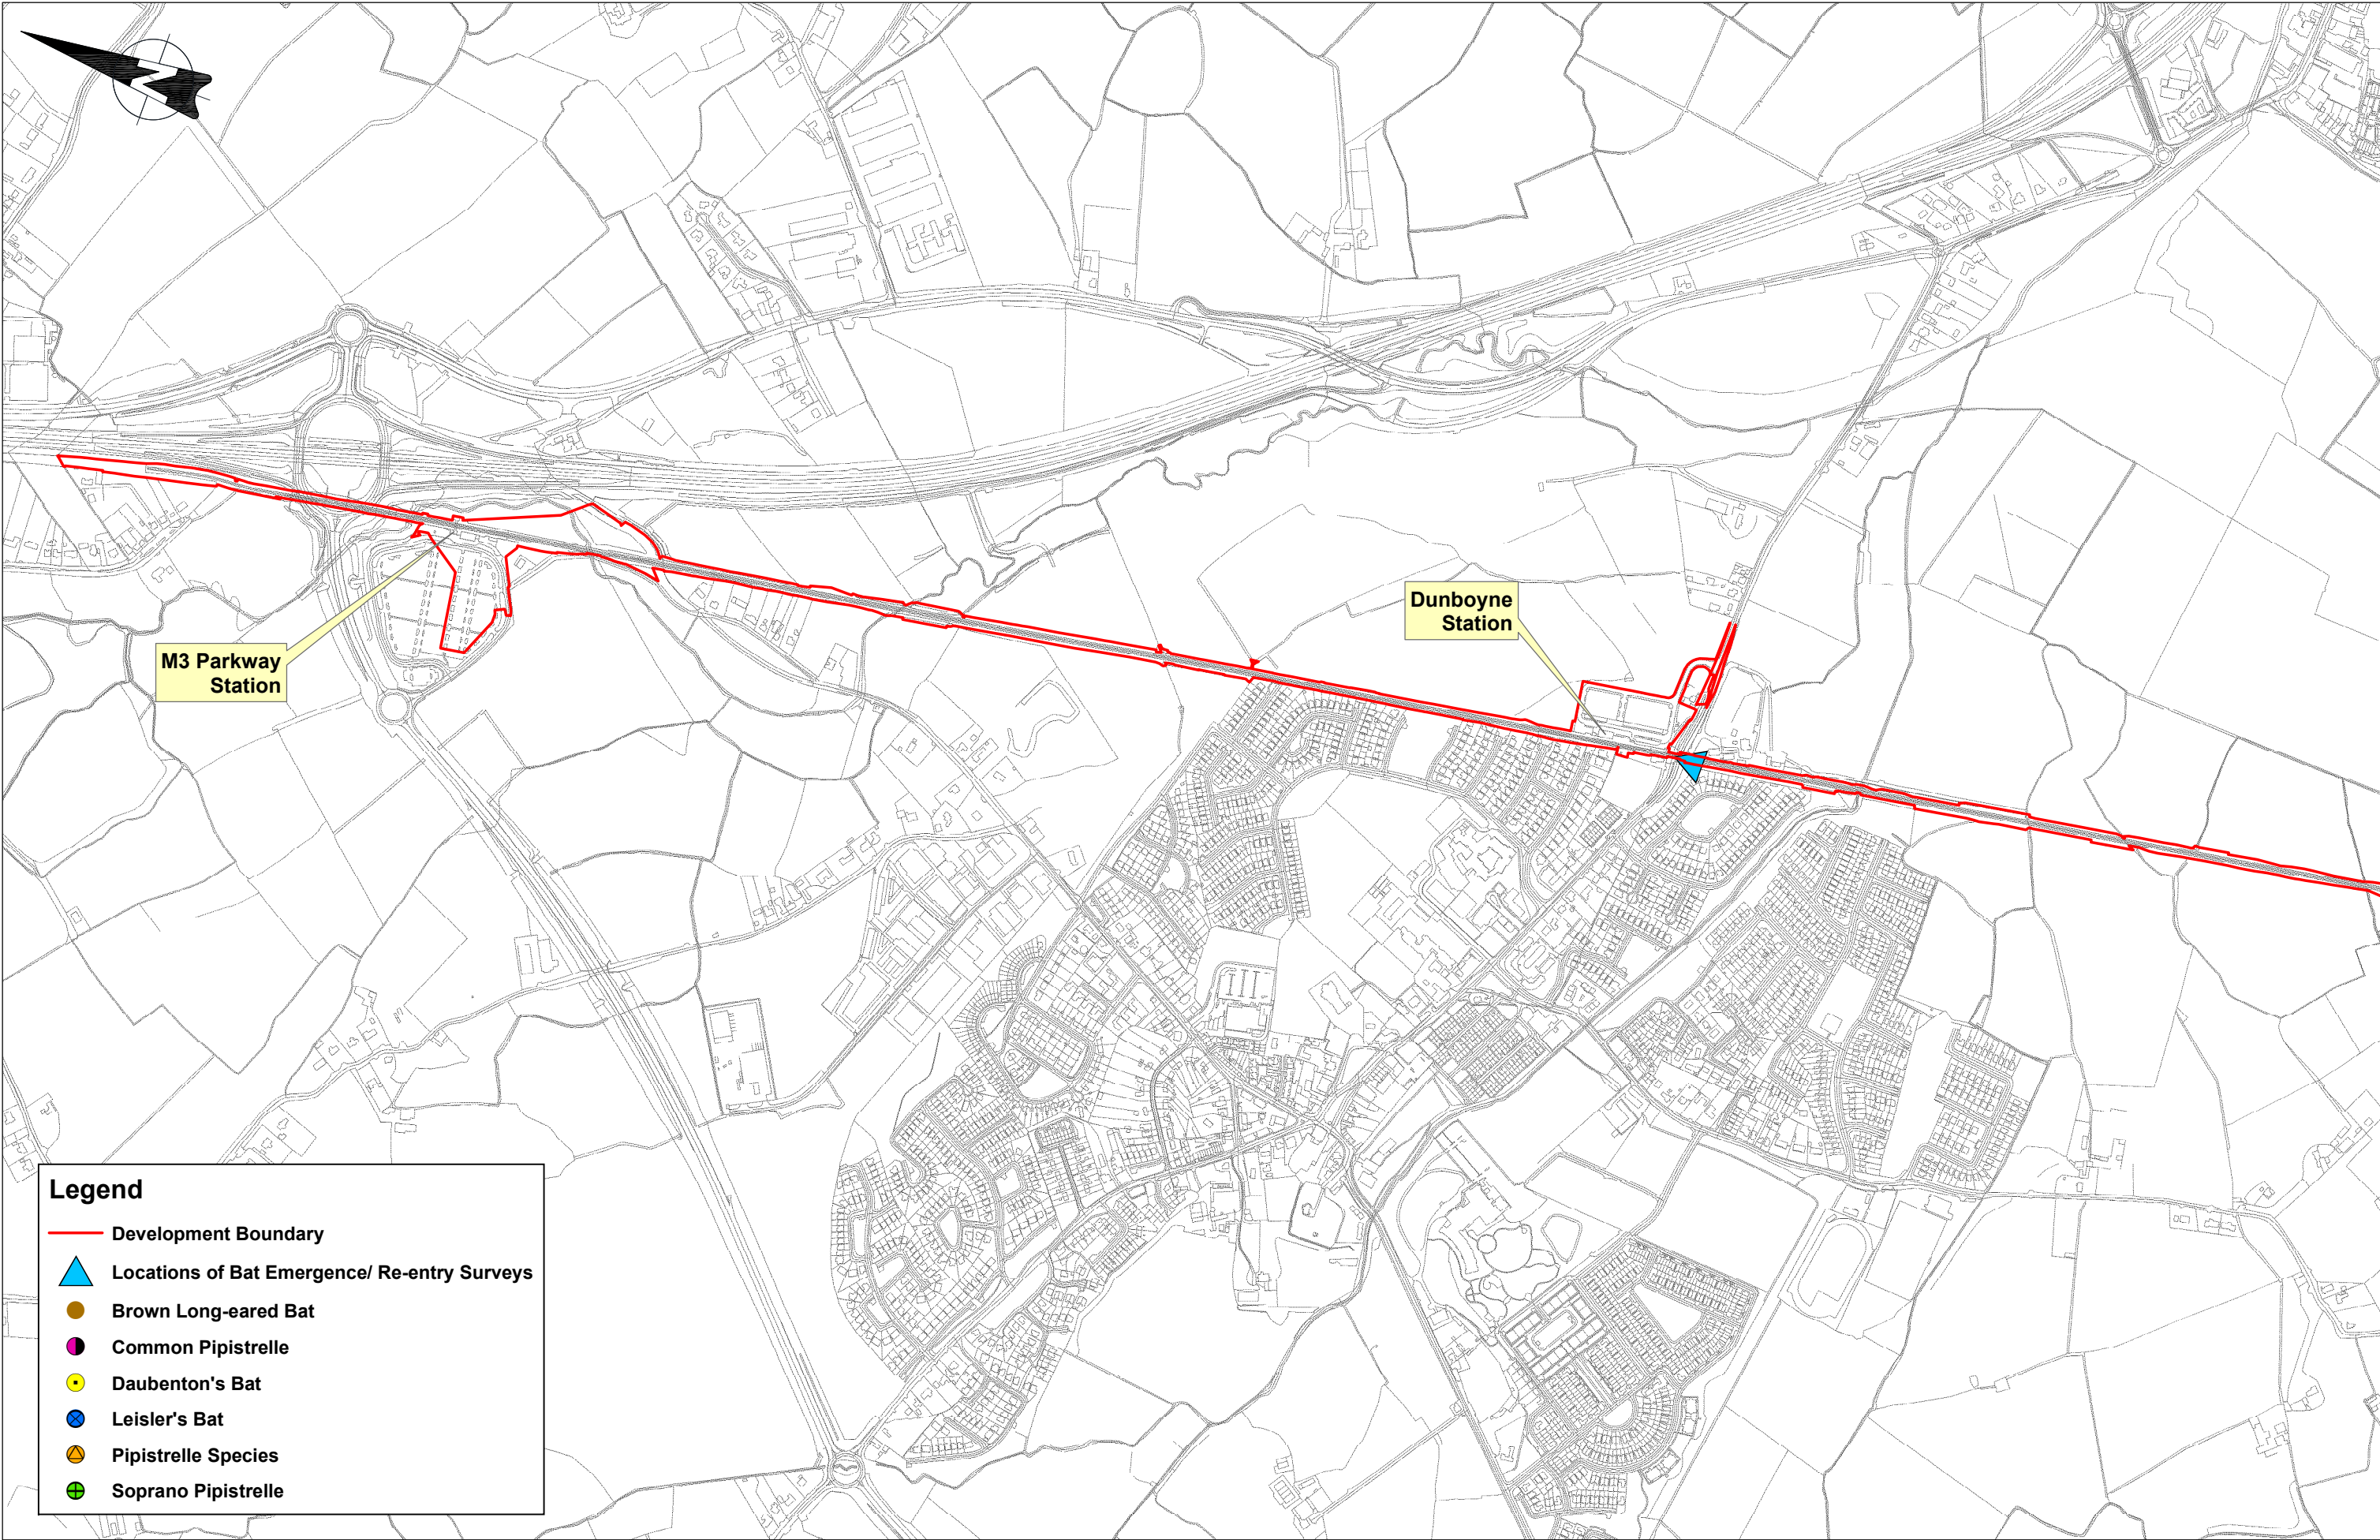 M3 Parkway
Station
Dunboyne
Station
Legend
Development Boundary
Locations of Bat Emergence/ Re-entry Surveys
Brown Long-eared Bat
Common Pipistrelle
Daubenton's Bat
Leisler's Bat
Pipistrelle Species
Soprano Pipistrelle